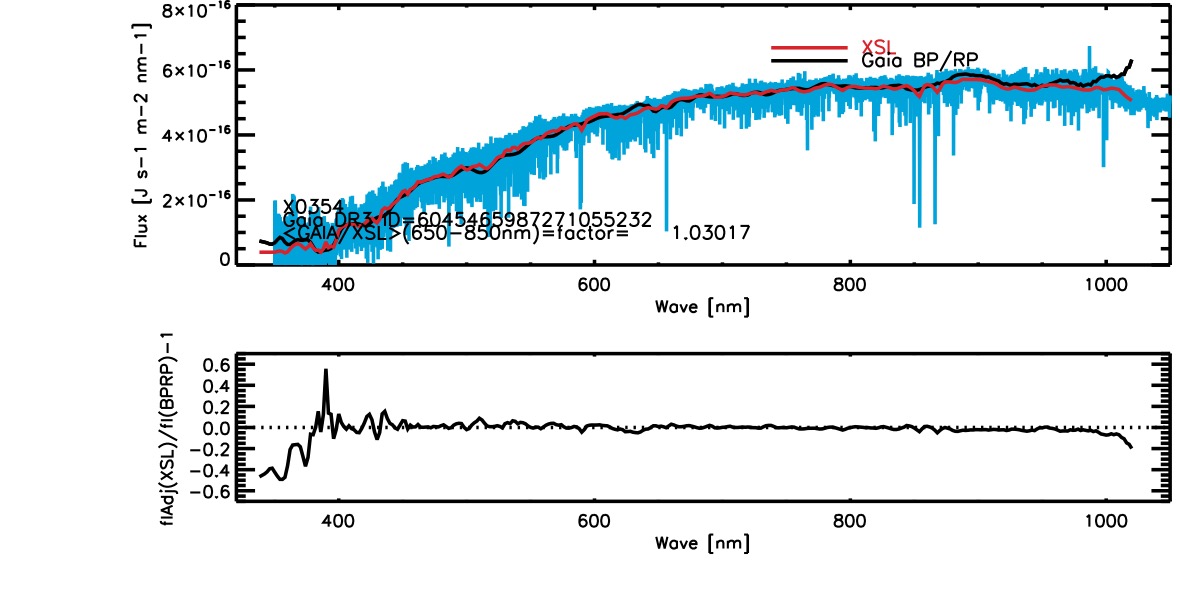 8×10−16
6×10−16
4×10−16
2×10−16
0
Flux [J s−1 m−2 nm−1]
XSL
Gaia BP/RP
X0354
Gaia DR3 ID=6045465987271055232
<GAIA/XSL>(650−850nm)=factor= 1.03017
400 600 800 1000
Wave [nm]
flAdj(XSL)/fl(BPRP)−1
0.6
0.4
0.2
0.0
−0.2
−0.4
−0.6
400 600 800 1000
Wave [nm]